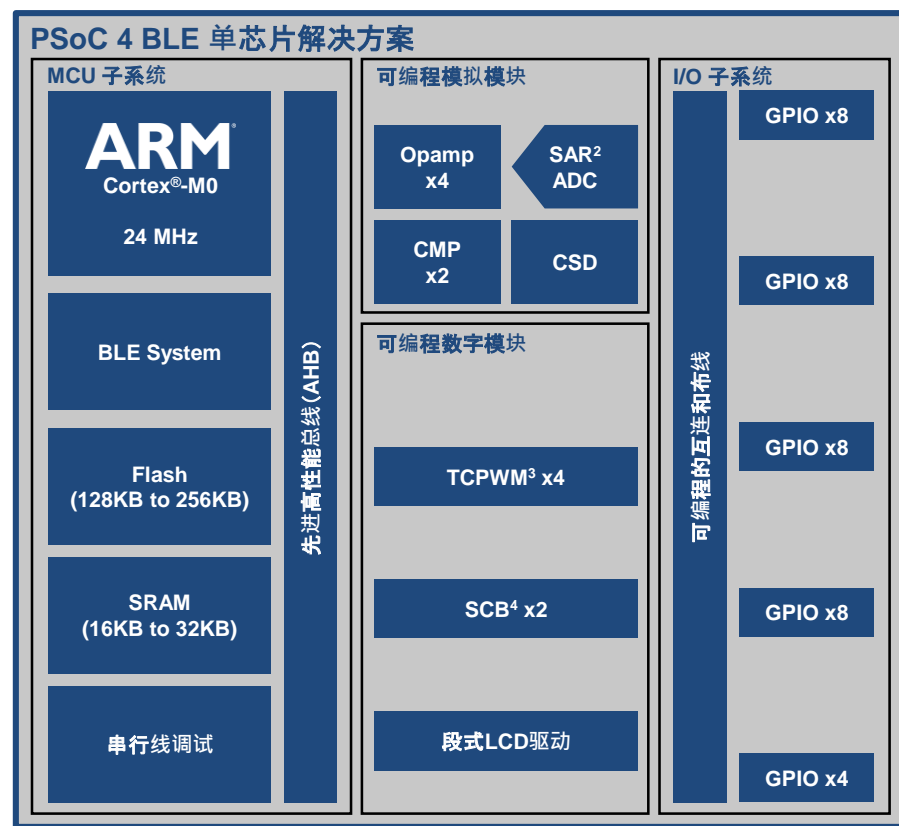 PSoC 4 BLE 单芯片解决方案
MCU 子系统
ARM®
Cortex®-M0
24 MHz
BLE System
Flash
(128KB to 256KB)
SRAM
(16KB to 32KB)
串行线调试
先进高性能总线(AHB)
可编程模拟模块
Opamp
x4
SAR²
ADC
CMP
x2
CSD
可编程数字模块
TCPWM³ x4
SCB⁴ x2
段式LCD驱动
I/O 子系统
可编程的互连和布线
GPIO x8
GPIO x8
GPIO x8
GPIO x8
GPIO x4